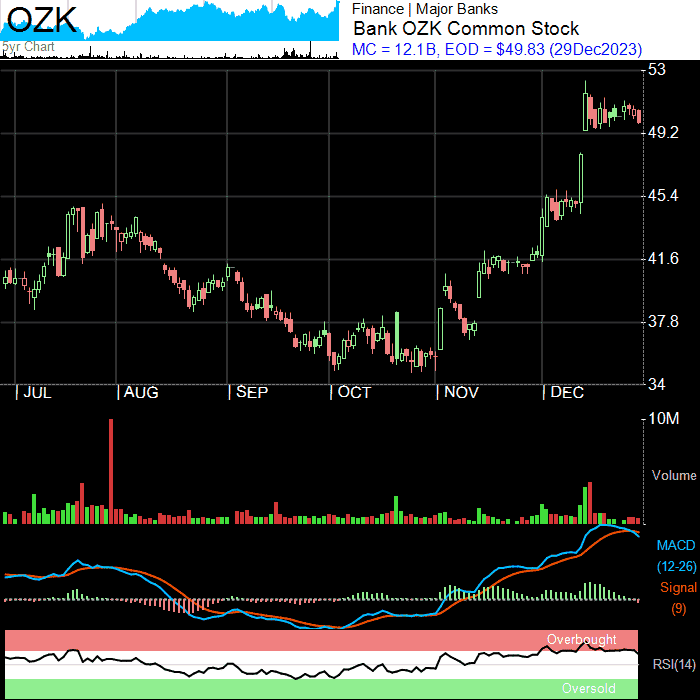 OZK
5yr Chart
Finance | Major Banks
Bank OZK Common Stock
MC = 12.1B, EOD = $49.83 (29Dec2023)
53
49.2
45.4
41.6
37.8
34
JUL AUG SEP OCT NOV DEC
10M
Volume
MACD
(12-26)
Signal
(9)
Overbought
RSI(14)
Oversold